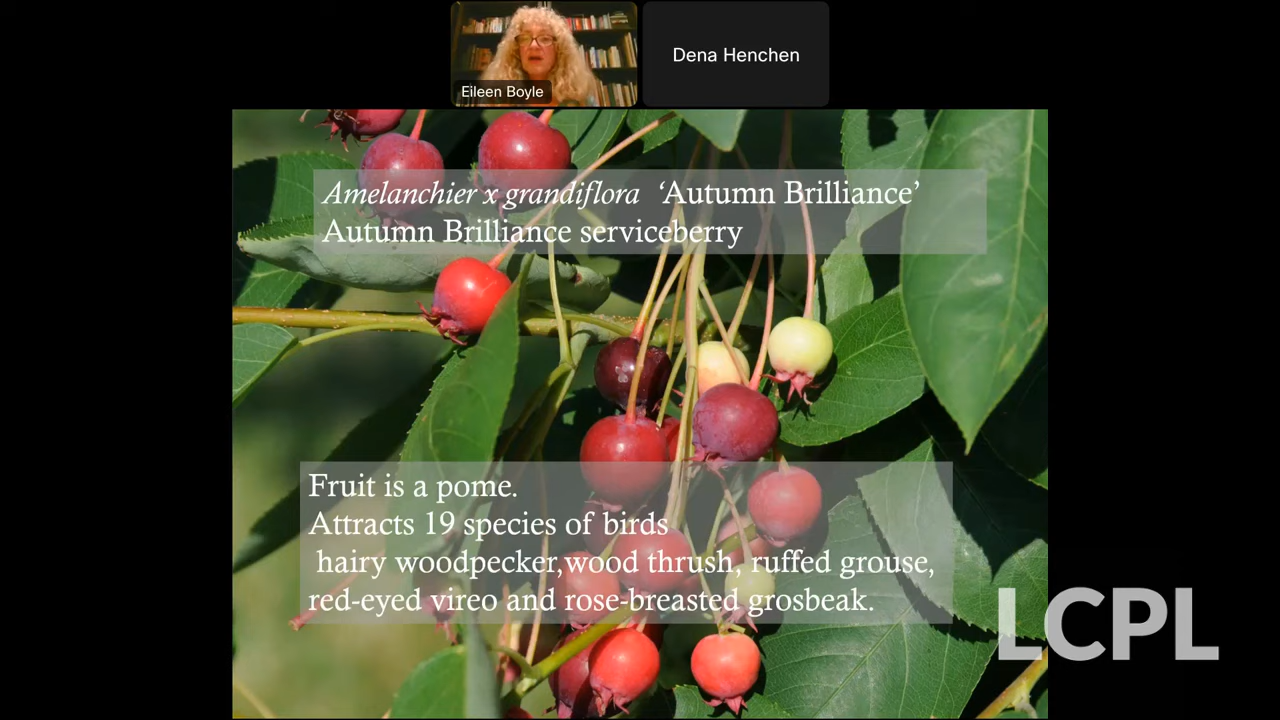 Dena Henchen
Eileen Boyle
Amelanchier x grandiflora ‘Autumn Brilliance’
Autumn Brilliance serviceberry
Fruit is a pome.
Attracts 19 species of birds
hairy woodpecker,wood thrush, ruffed grouse,
red-eyed vireo and rose-breasted grosbeak.
LCPL